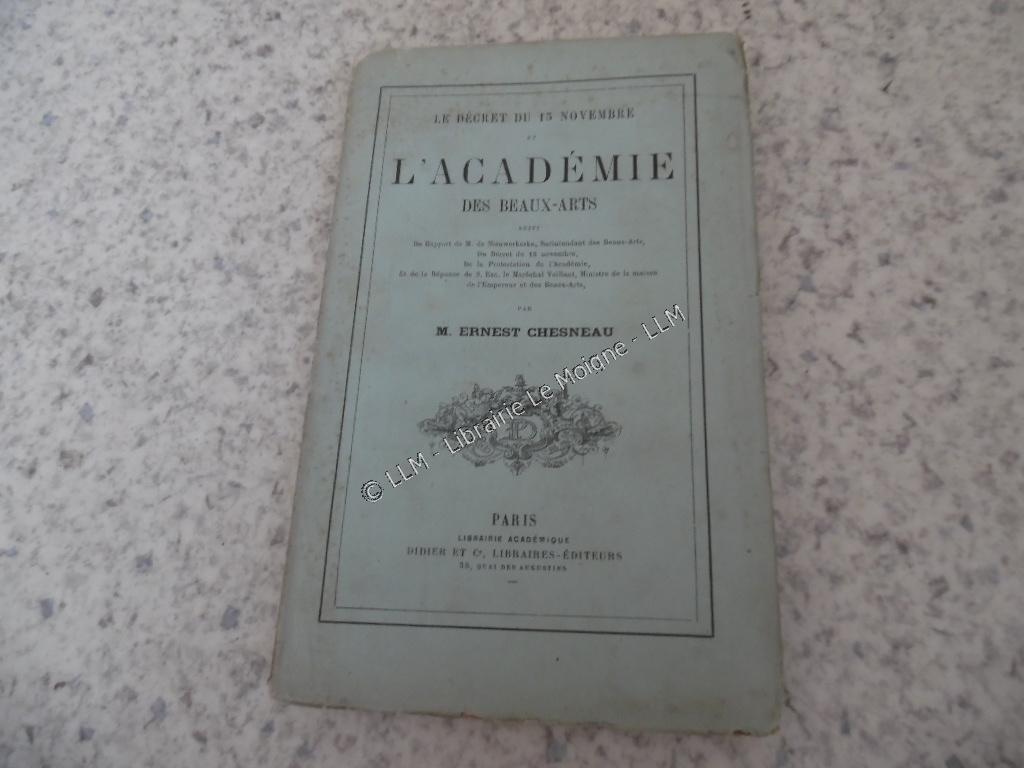 LE DÉCRET DU 15 NOVEMBRE
ET
L'ACADÉMIE
DES BEAUX-ARTS
SUIVI
Du Rapport de M. de Nieuwerkerke, Surintendant des Beaux-Arts,
Du Décret du 15 novembre,
De la Protestation de l'Académie,
Et de la Réponse de S. Exc. le Maréchal Vaillant, Ministre de la maison
de l'Empereur et des Beaux-Arts,
PAR
M. ERNEST CHESNEAU
© LLM - Librairie Le Moigne - LLM
PARIS
LIBRAIRIE ACADÉMIQUE
DIDIER ET Cie, LIBRAIRES-ÉDITEURS
35, QUAI DES AUGUSTINS